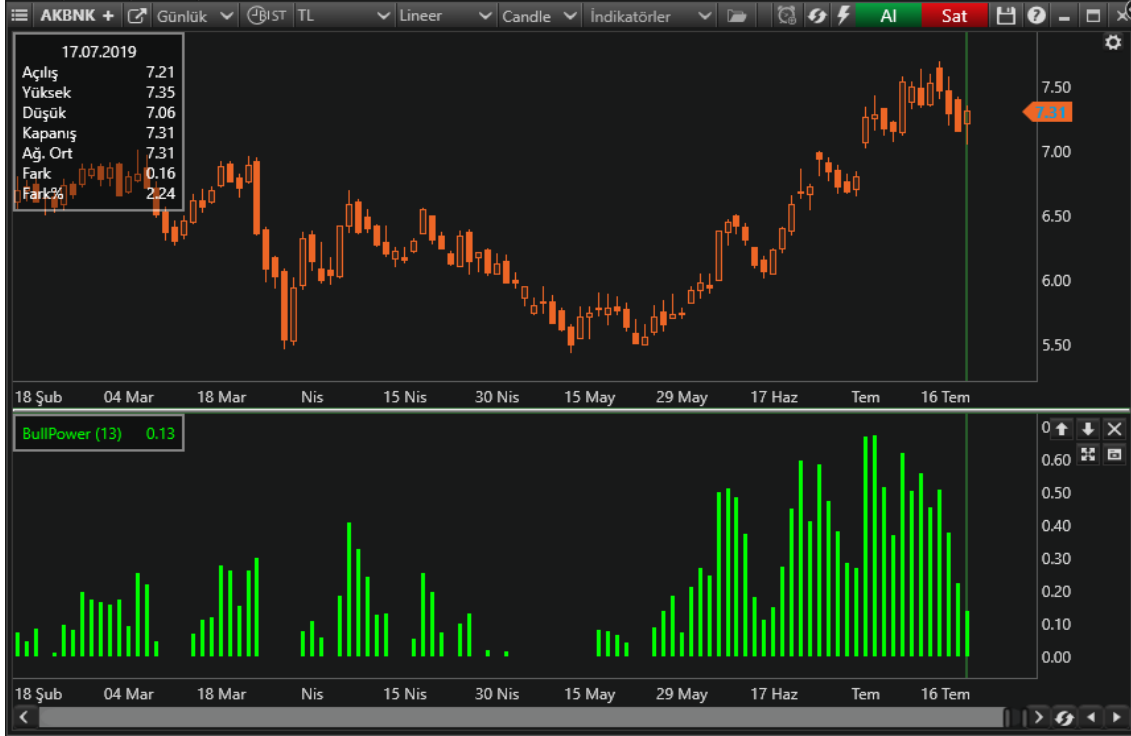 AKBNK + Günlük BIST TL Lineer Candle İndikatörler Al Sat
17.07.2019
Açılış 7.21
Yüksek 7.35
Düşük 7.06
Kapanış 7.31
Ağ. Ort 7.31
Fark 0.16
Fark% 2.24
7.50
7.31
7.00
6.50
6.00
5.50
18 Şub 04 Mar 18 Mar Nis 15 Nis 30 Nis 15 May 29 May 17 Haz Tem 16 Tem
BullPower (13) 0.13
0.60
0.50
0.40
0.30
0.20
0.10
0.00
18 Şub 04 Mar 18 Mar Nis 15 Nis 30 Nis 15 May 29 May 17 Haz Tem 16 Tem